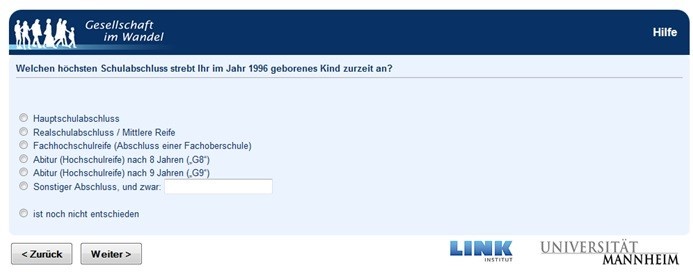 Gesellschaft
im Wandel
Hilfe
Welchen höchsten Schulabschluss strebt Ihr im Jahr 1996 geborenes Kind zurzeit an?
Hauptschulabschluss
Realschulabschluss / Mittlere Reife
Fachhochschulreife (Abschluss einer Fachoberschule)
Abitur (Hochschulreife) nach 8 Jahren („G8“)
Abitur (Hochschulreife) nach 9 Jahren („G9“)
Sonstiger Abschluss, und zwar:
ist noch nicht entschieden
< Zurück
Weiter >
LINK
INSTITUT
UNIVERSITÄT
MANNHEIM